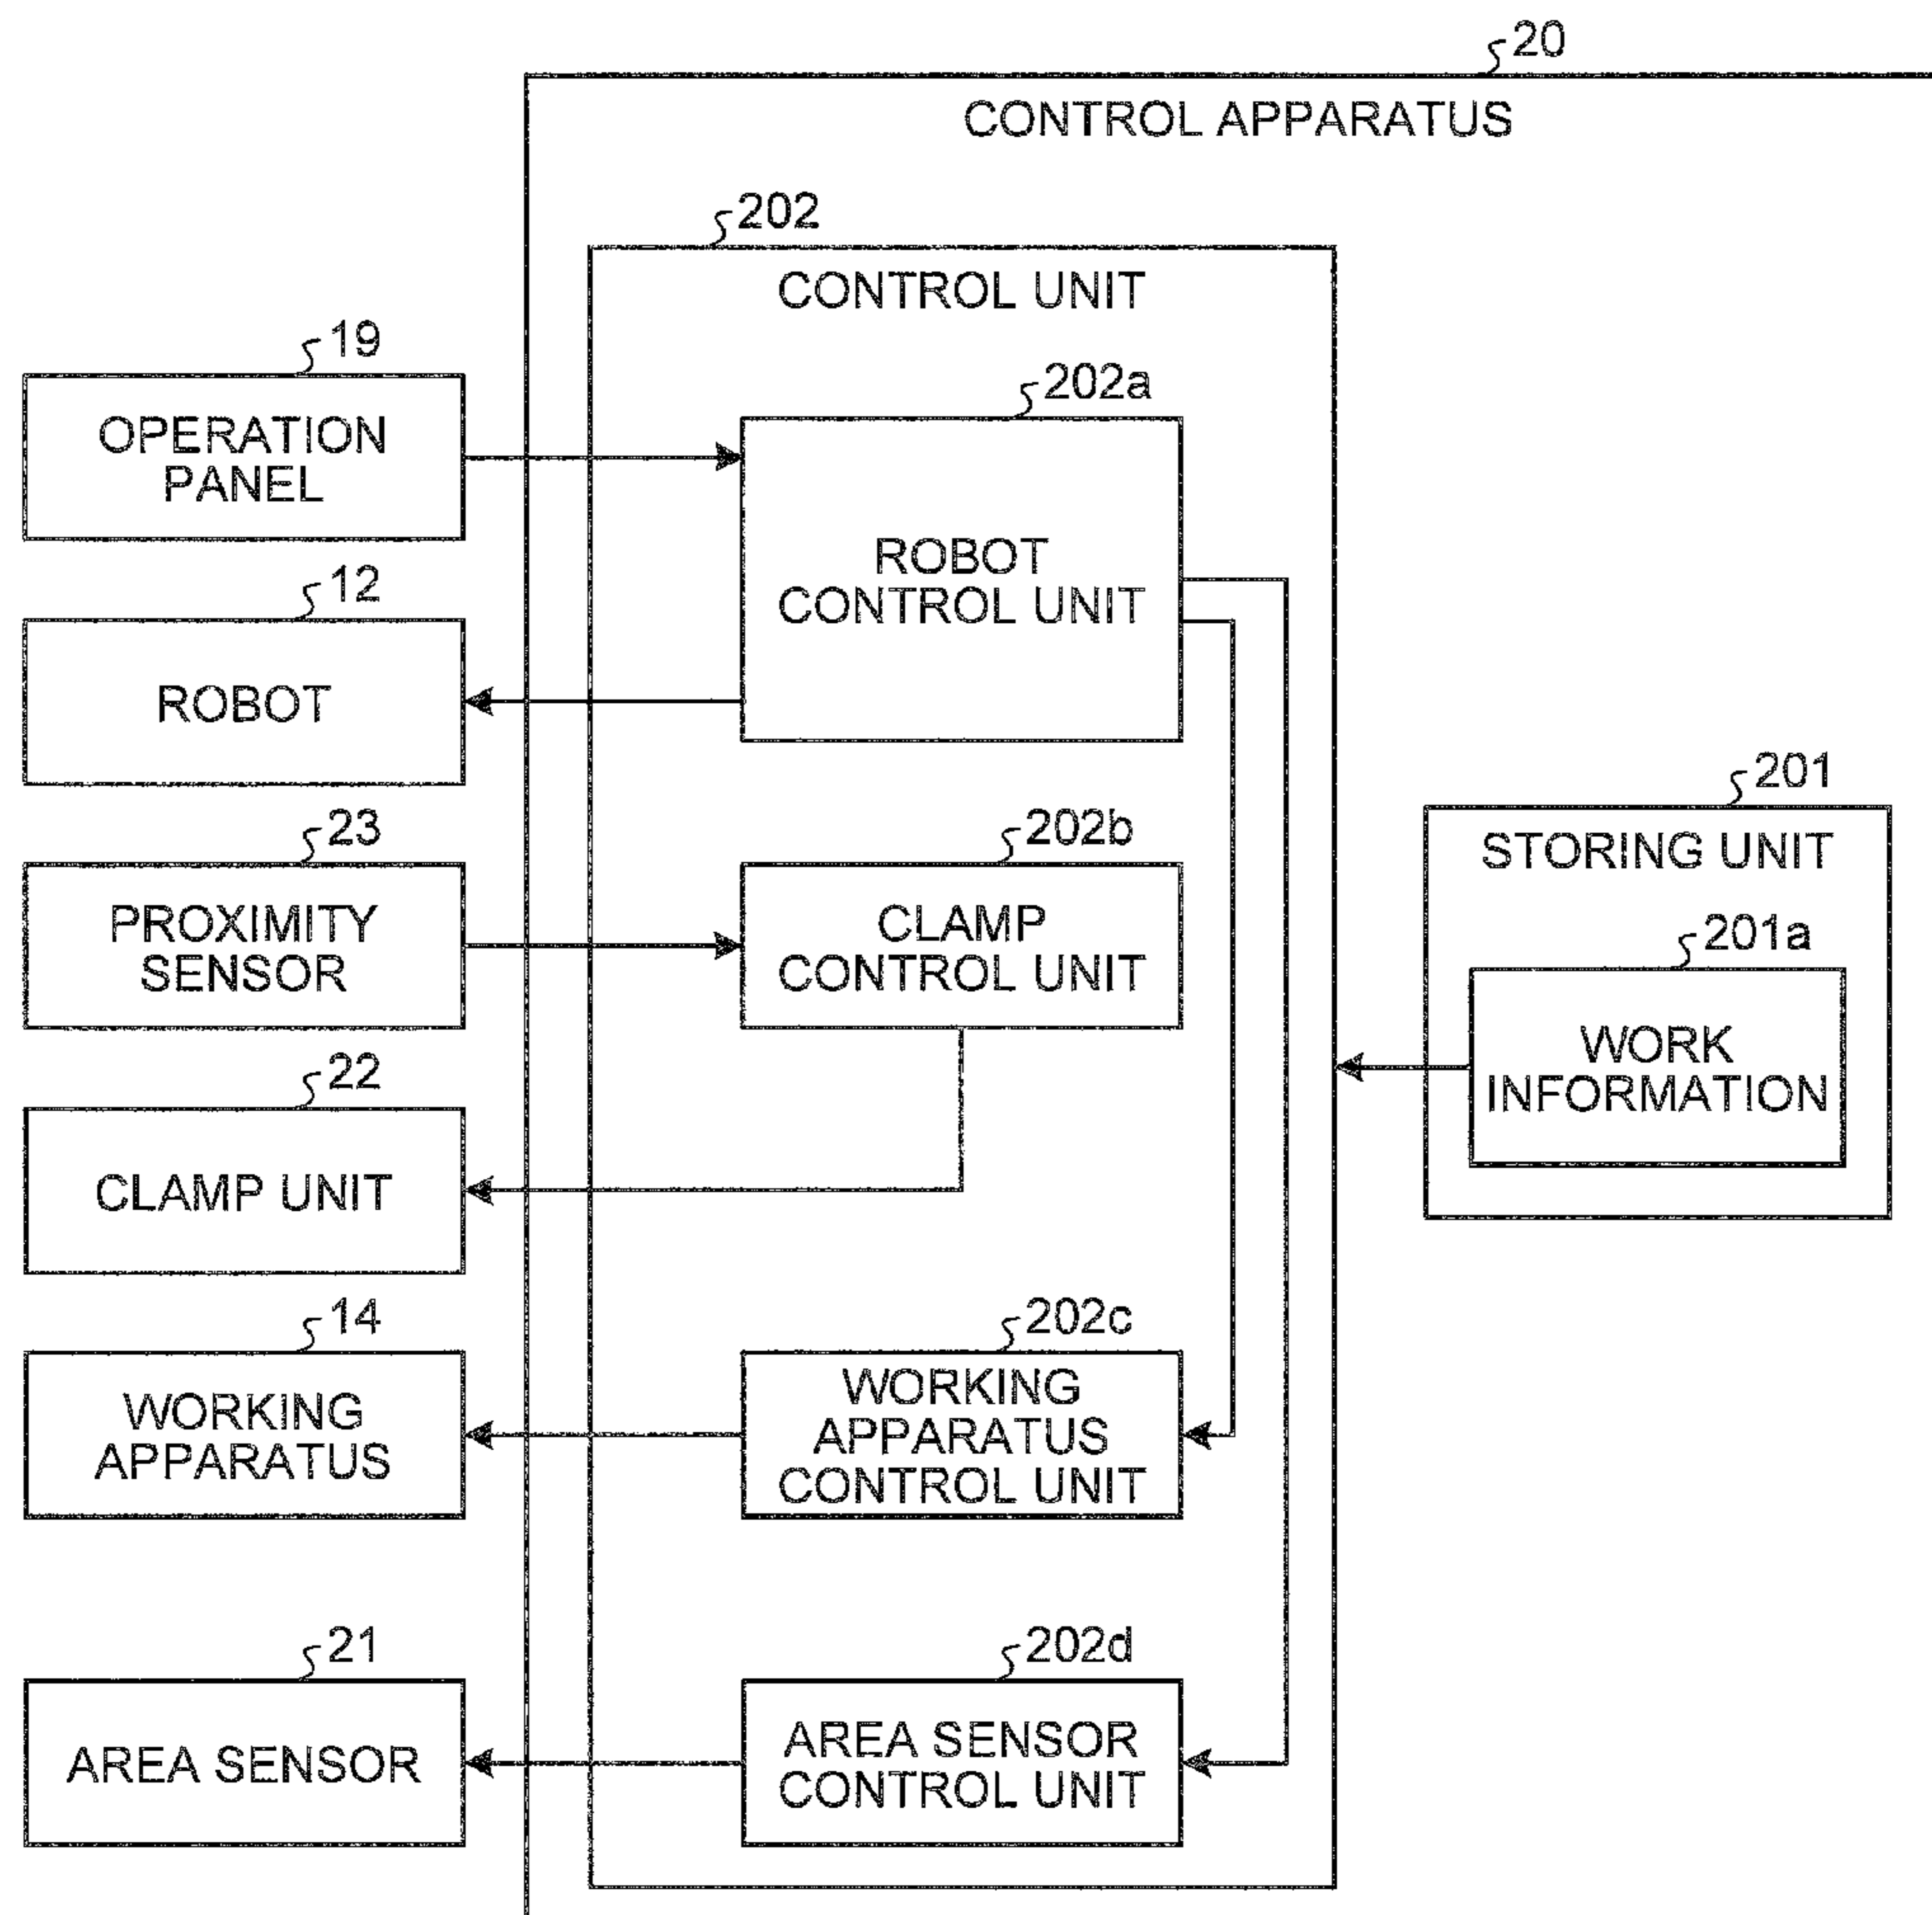 20
CONTROL APPARATUS
202
CONTROL UNIT
19
OPERATION
PANEL
202a
ROBOT
CONTROL UNIT
12
ROBOT
23
PROXIMITY
SENSOR
202b
CLAMP
CONTROL UNIT
201
STORING UNIT
201a
WORK
INFORMATION
22
CLAMP UNIT
14
WORKING
APPARATUS
202c
WORKING
APPARATUS
CONTROL UNIT
21
AREA SENSOR
202d
AREA SENSOR
CONTROL UNIT